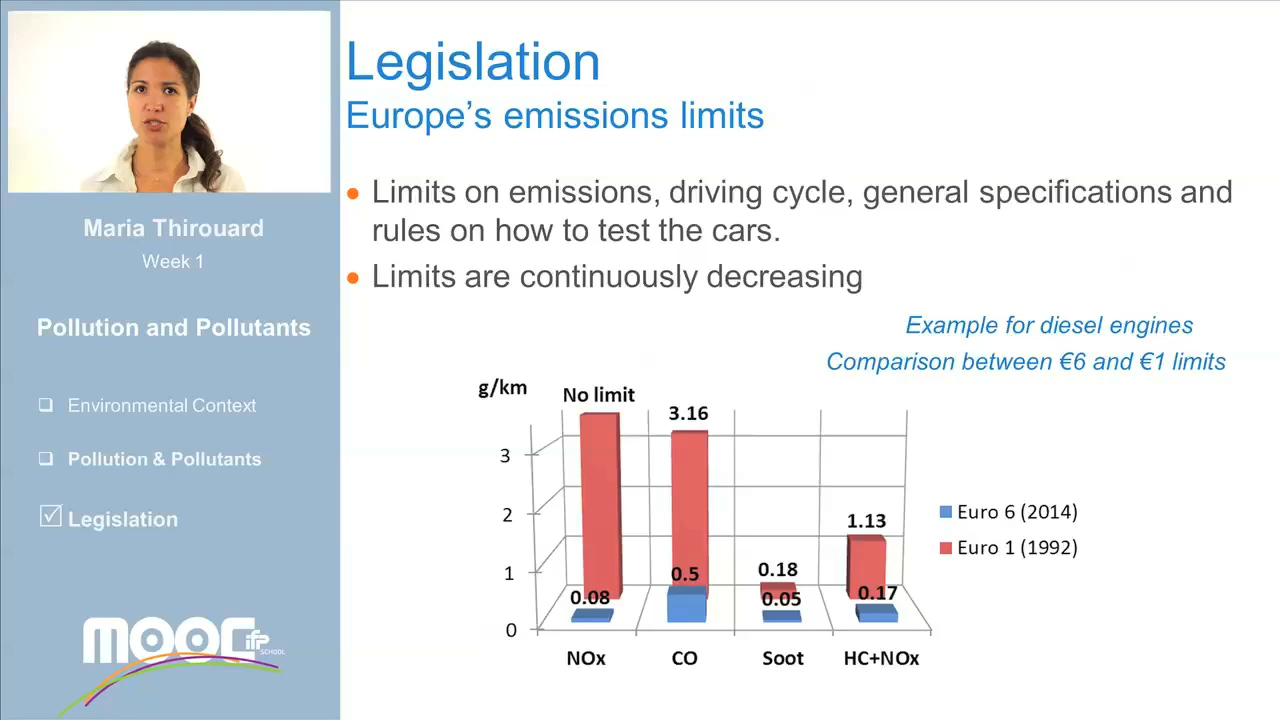 Legislation
Europe's emissions limits
• Limits on emissions, driving cycle, general specifications and
rules on how to test the cars.
• Limits are continuously decreasing
Example for diesel engines
Comparison between €6 and €1 limits
Maria Thirouard
Week 1
Pollution and Pollutants
❑ Environmental Context
❑ Pollution & Pollutants
☑ Legislation
MOOC ifp
SCHOOL
g/km
No limit
3.16
3
2
1.13
1
0.18
0.5
0.08
0.05
0.17
0
NOx CO Soot HC+NOx
Euro 6 (2014)
Euro 1 (1992)